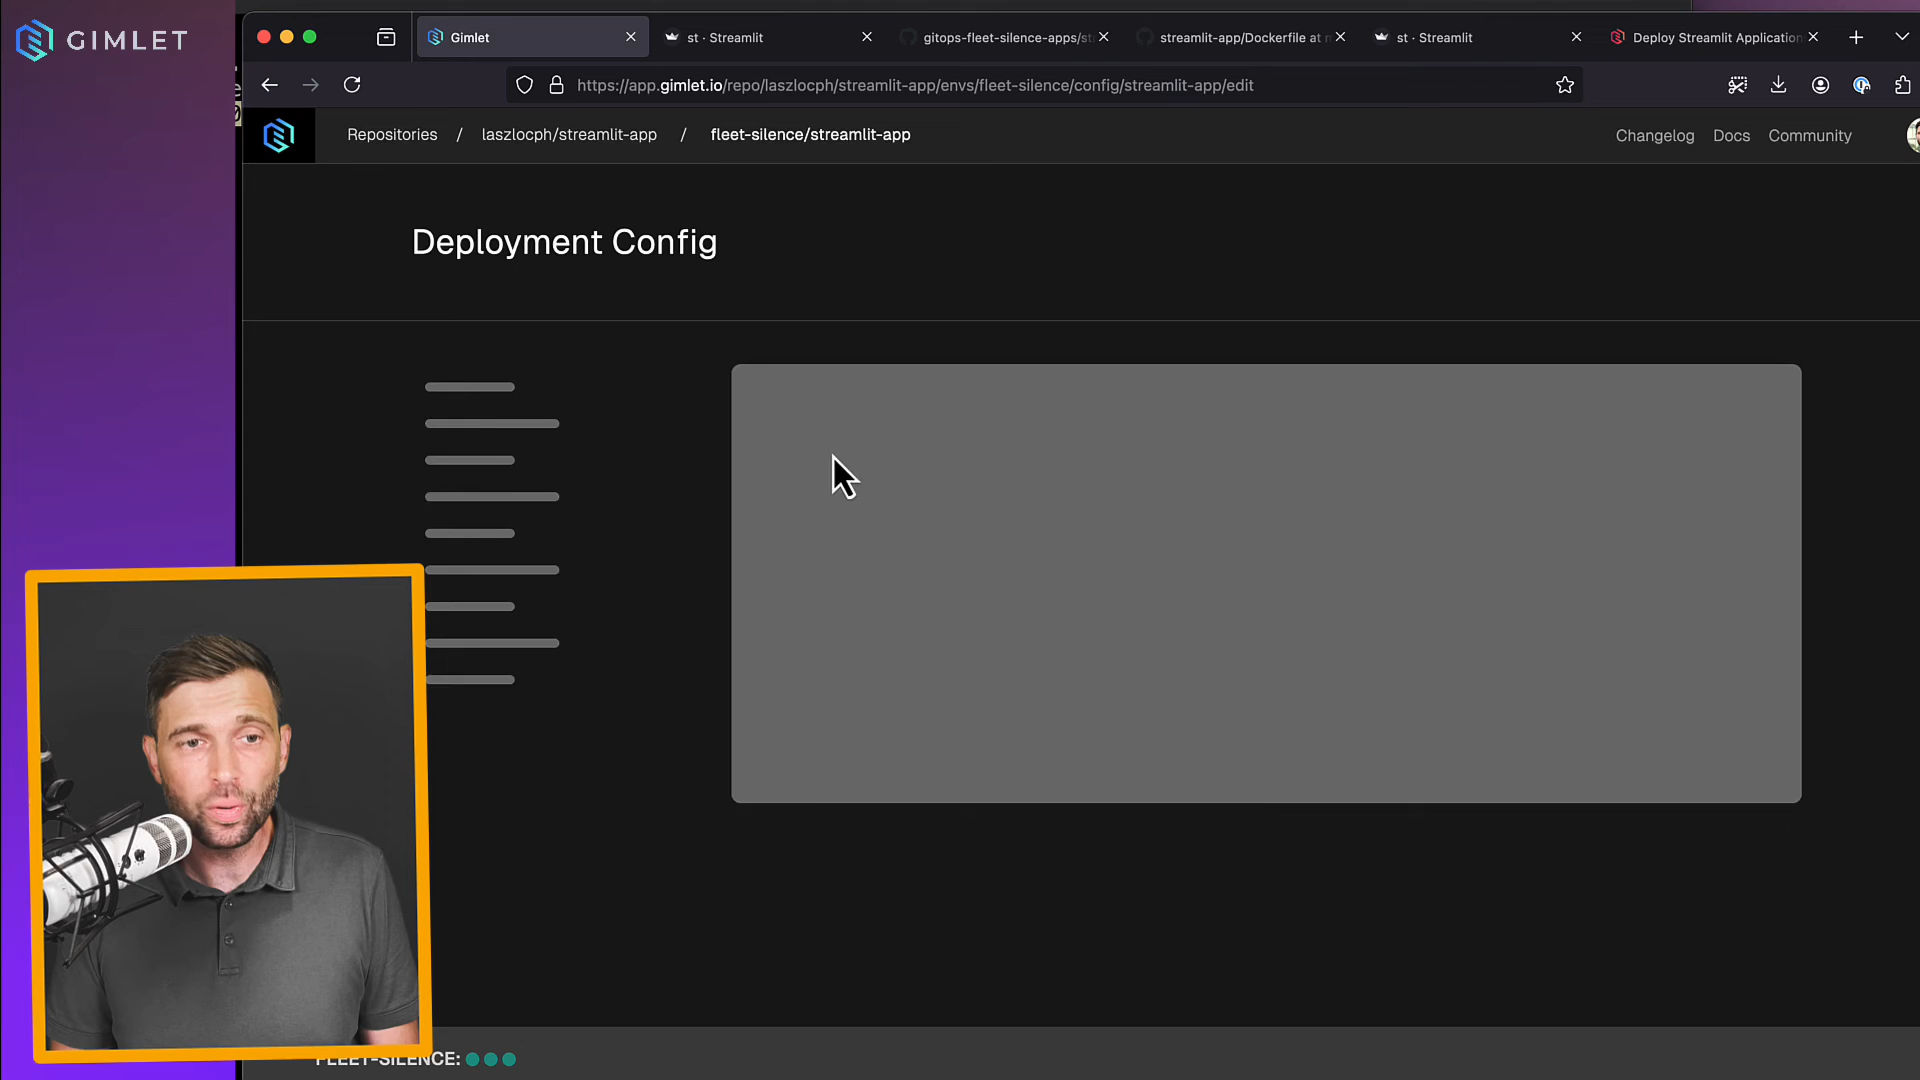 GIMLET
Gimlet
st · Streamlit
gitops-fleet-silence-apps/st
streamlit-app/Dockerfile at
st · Streamlit
Deploy Streamlit Application
https://app.gimlet.io/repo/laszlocph/streamlit-app/envs/fleet-silence/config/streamlit-app/edit
Repositories / laszlocph/streamlit-app / fleet-silence/streamlit-app
Changelog Docs Community
Deployment Config
FLEET-SILENCE: